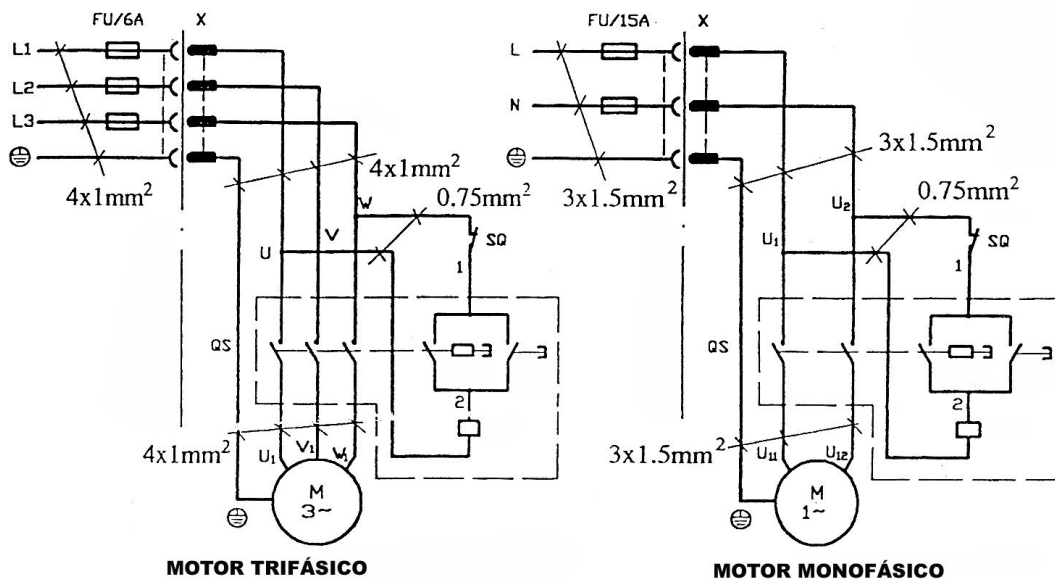 FU/6A X
L1
L2
L3
4x1mm²
4x1mm²
W
0.75mm²
V
U
SQ
1
QS
2
4x1mm²
U1
V1
W1
M
3~
MOTOR TRIFÁSICO
FU/15A X
L
N
3x1.5mm²
3x1.5mm²
U2
0.75mm²
U1
SQ
1
QS
2
3x1.5mm²
U11
U12
M
1~
MOTOR MONOFÁSICO